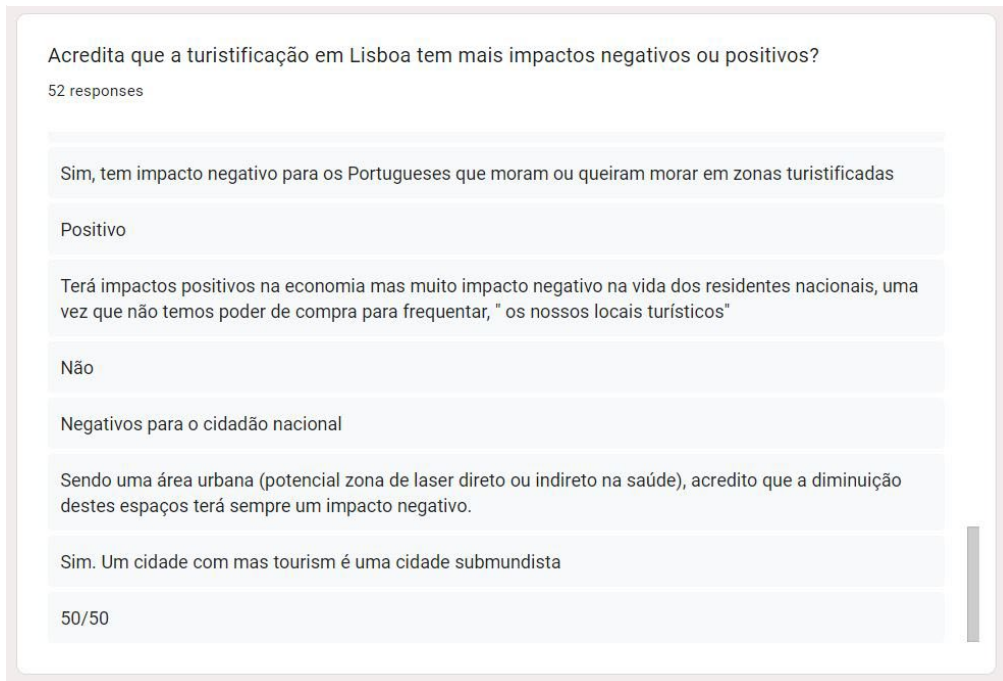 Acredita que a turistificação em Lisboa tem mais impactos negativos ou positivos?
52 responses
Sim, tem impacto negativo para os Portugueses que moram ou queiram morar em zonas turistificadas
Positivo
Terá impactos positivos na economia mas muito impacto negativo na vida dos residentes nacionais, uma
vez que não temos poder de compra para frequentar, " os nossos locais turísticos"
Não
Negativos para o cidadão nacional
Sendo uma área urbana (potencial zona de laser direto ou indireto na saúde), acredito que a diminuição
destes espaços terá sempre um impacto negativo.
Sim. Um cidade com mas tourism é uma cidade submundista
50/50